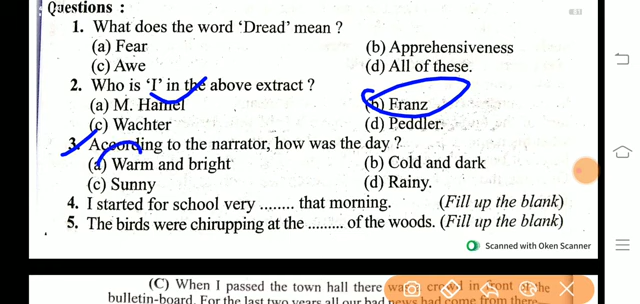 Questions :
1. What does the word ‘Dread’ mean ?
(a) Fear (b) Apprehensiveness
(c) Awe (d) All of these.
2. Who is ‘I’ in the above extract ?
(a) M. Hamel (b) Franz
(c) Wachter (d) Peddler.
3. According to the narrator, how was the day ?
(a) Warm and bright (b) Cold and dark
(c) Sunny (d) Rainy.
4. I started for school very ........ that morning. (Fill up the blank)
5. The birds were chirupping at the ......... of the woods. (Fill up the blank)
Scanned with Oken Scanner
(C) When I passed the town hall there was crowd in front of the
bulletin-board. For the last two years all our bad news had come from there